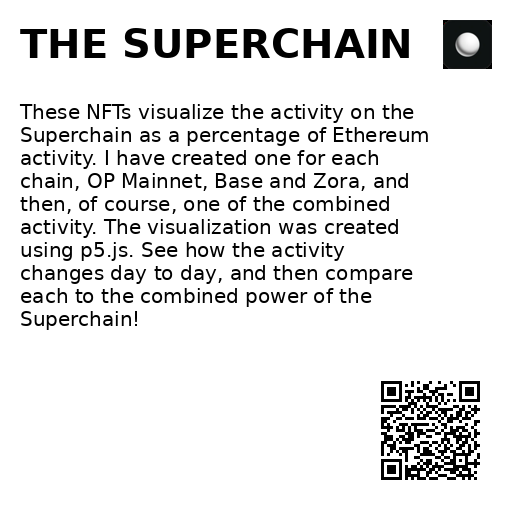 THE SUPERCHAIN
These NFTs visualize the activity on the
Superchain as a percentage of Ethereum
activity. I have created one for each
chain, OP Mainnet, Base and Zora, and
then, of course, one of the combined
activity. The visualization was created
using p5.js. See how the activity
changes day to day, and then compare
each to the combined power of the
Superchain!